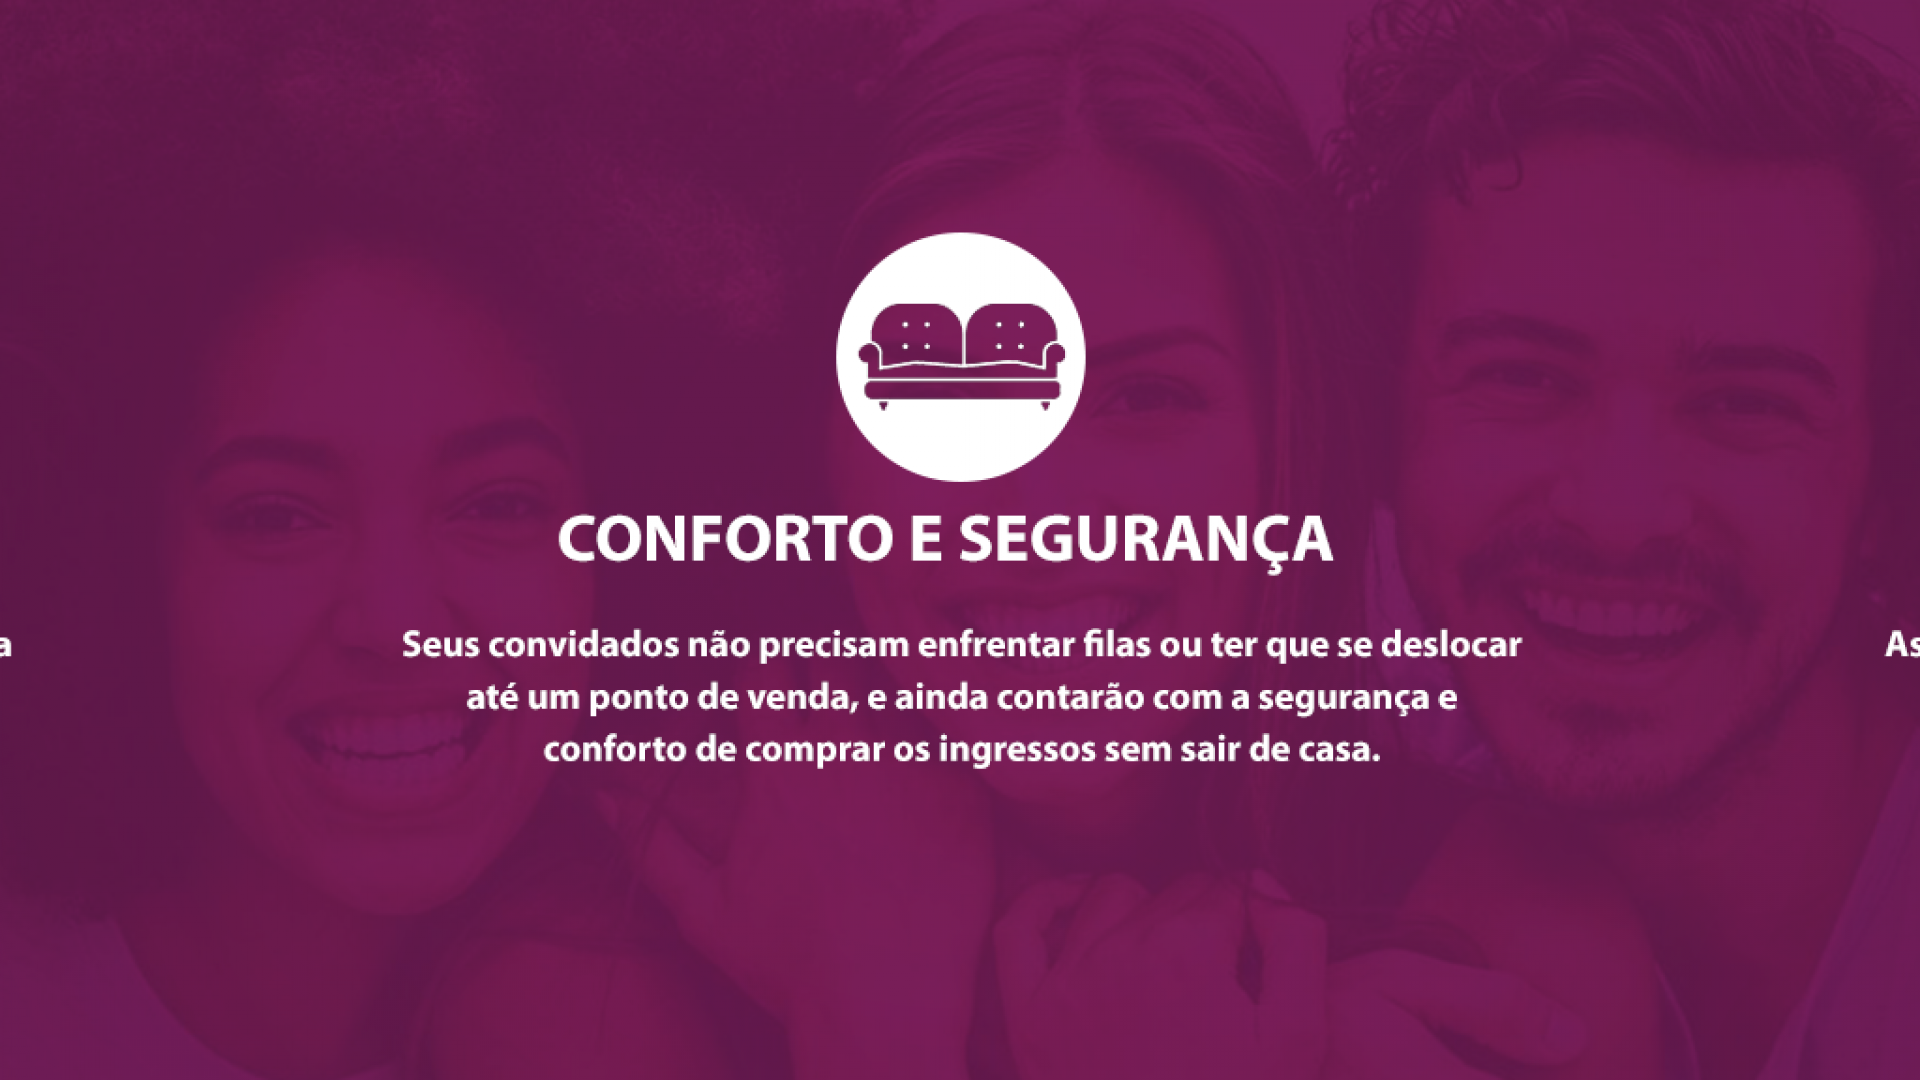 CONFORTO E SEGURANÇA
Seus convidados não precisam enfrentar filas ou ter que se deslocar
até um ponto de venda, e ainda contarão com a segurança e
conforto de comprar os ingressos sem sair de casa.